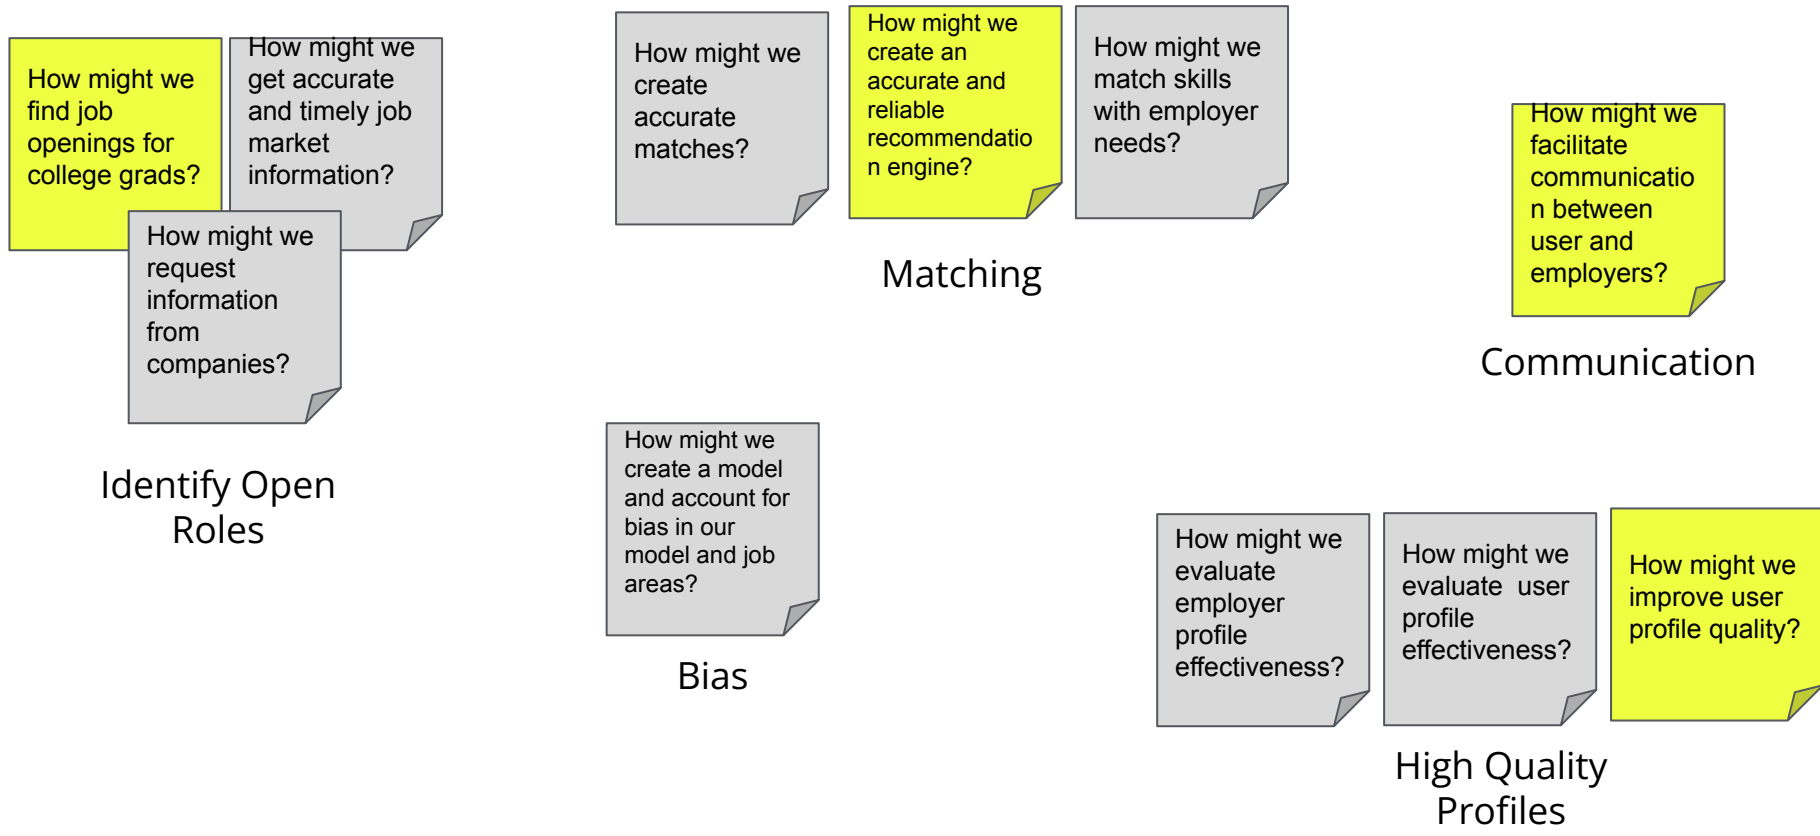 How might we
find job
openings for
college grads?
How might we
get accurate
and timely job
market
information?
How might we
request
information
from
companies?
Identify Open
Roles
How might we
create
accurate
matches?
How might we
create an
accurate and
reliable
recommendatio
n engine?
How might we
match skills
with employer
needs?
Matching
How might we
facilitate
communicatio
n between
user and
employers?
Communication
How might we
create a model
and account for
bias in our
model and job
areas?
Bias
How might we
evaluate
employer
profile
effectiveness?
How might we
evaluate  user
profile
effectiveness?
How might we
improve user
profile quality?
High Quality
Profiles